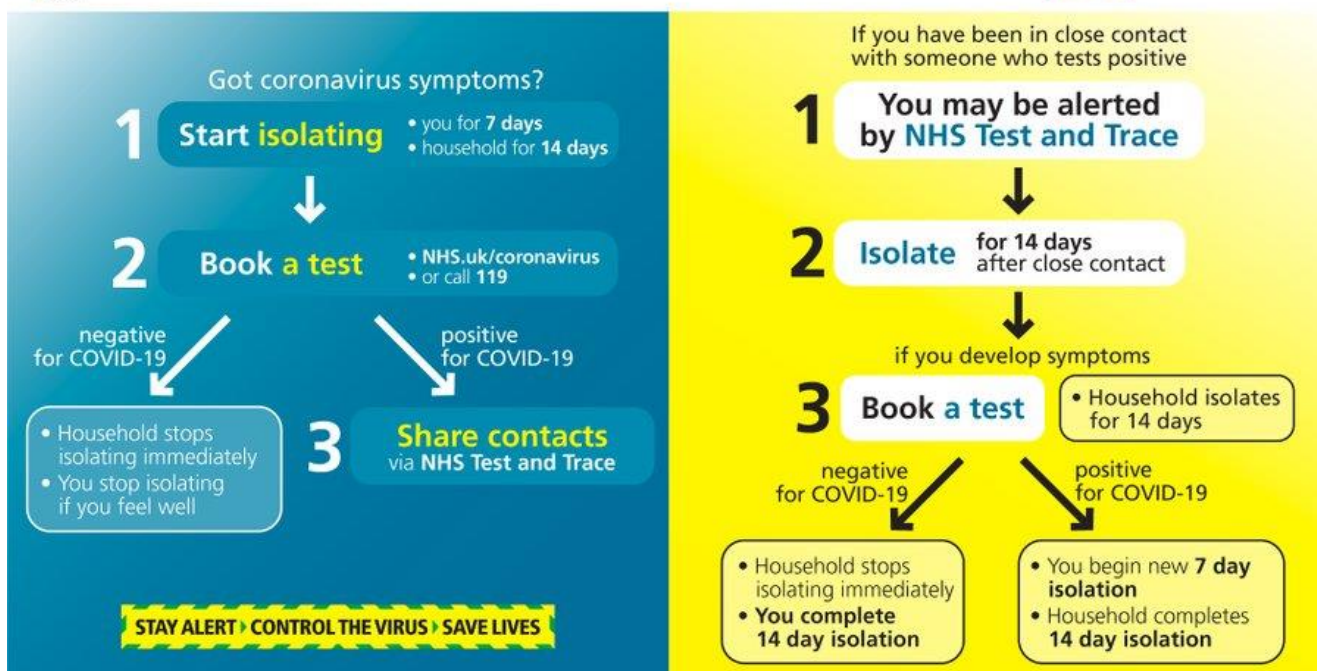 Got coronavirus symptoms?
1
Start isolating
• you for 7 days
• household for 14 days
2
Book a test
• NHS.uk/coronavirus
• or call 119
negative
for COVID-19
positive
for COVID-19
• Household stops
isolating immediately
• You stop isolating
if you feel well
3
Share contacts
via NHS Test and Trace
STAY ALERT CONTROL THE VIRUS SAVE LIVES
If you have been in close contact
with someone who tests positive
1
You may be alerted
by NHS Test and Trace
2
Isolate
for 14 days
after close contact
if you develop symptoms
3
Book a test
• Household isolates
for 14 days
negative
for COVID-19
positive
for COVID-19
• Household stops
isolating immediately
• You complete
14 day isolation
• You begin new 7 day
isolation
• Household completes
14 day isolation